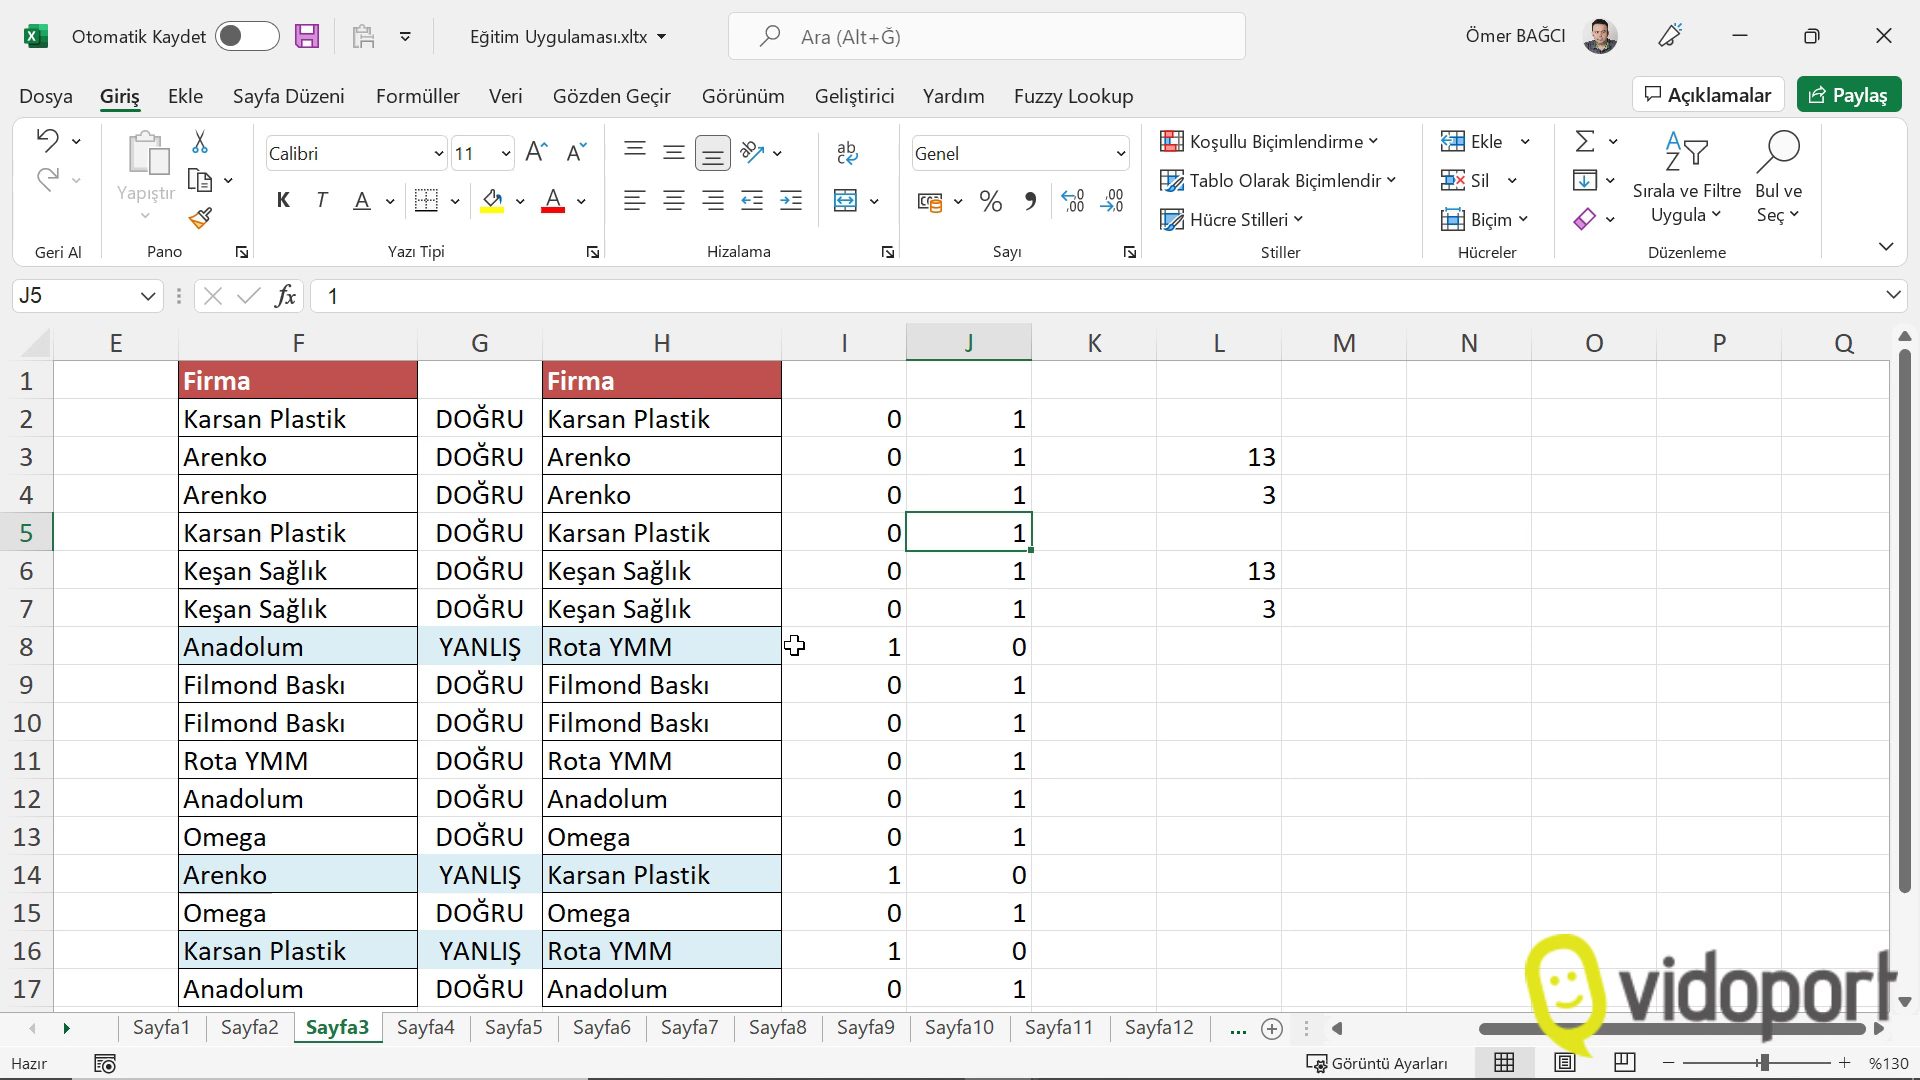 Otomatik Kaydet
Eğitim Uygulaması.xltx
Ara (Alt+Ğ)
Ömer BAĞCI
Dosya Giriş Ekle Sayfa Düzeni Formüller Veri Gözden Geçir Görünüm Geliştirici Yardım Fuzzy Lookup
Açıklamalar
Paylaş
Yapıştır
Calibri 11
K T A
Genel
Koşullu Biçimlendirme
Tablo Olarak Biçimlendir
Hücre Stilleri
Ekle
Sil
Biçim
Sırala ve Filtre Uygula
Bul ve Seç
Geri Al Pano Yazı Tipi Hizalama Sayı Stiller Hücreler Düzenleme
J5 fx 1
E F G H I J K L M N O P Q
1 Firma Firma
2 Karsan Plastik DOĞRU Karsan Plastik 0 1
3 Arenko DOĞRU Arenko 0 1 13
4 Arenko DOĞRU Arenko 0 1 3
5 Karsan Plastik DOĞRU Karsan Plastik 0 1
6 Keşan Sağlık DOĞRU Keşan Sağlık 0 1 13
7 Keşan Sağlık DOĞRU Keşan Sağlık 0 1 3
8 Anadolum YANLIŞ Rota YMM 1 0
9 Filmond Baskı DOĞRU Filmond Baskı 0 1
10 Filmond Baskı DOĞRU Filmond Baskı 0 1
11 Rota YMM DOĞRU Rota YMM 0 1
12 Anadolum DOĞRU Anadolum 0 1
13 Omega DOĞRU Omega 0 1
14 Arenko YANLIŞ Karsan Plastik 1 0
15 Omega DOĞRU Omega 0 1
16 Karsan Plastik YANLIŞ Rota YMM 1 0
17 Anadolum DOĞRU Anadolum 0 1
vidoport
Sayfa1 Sayfa2 Sayfa3 Sayfa4 Sayfa5 Sayfa6 Sayfa7 Sayfa8 Sayfa9 Sayfa10 Sayfa11 Sayfa12 ...
Hazır
Görüntü Ayarları
%130